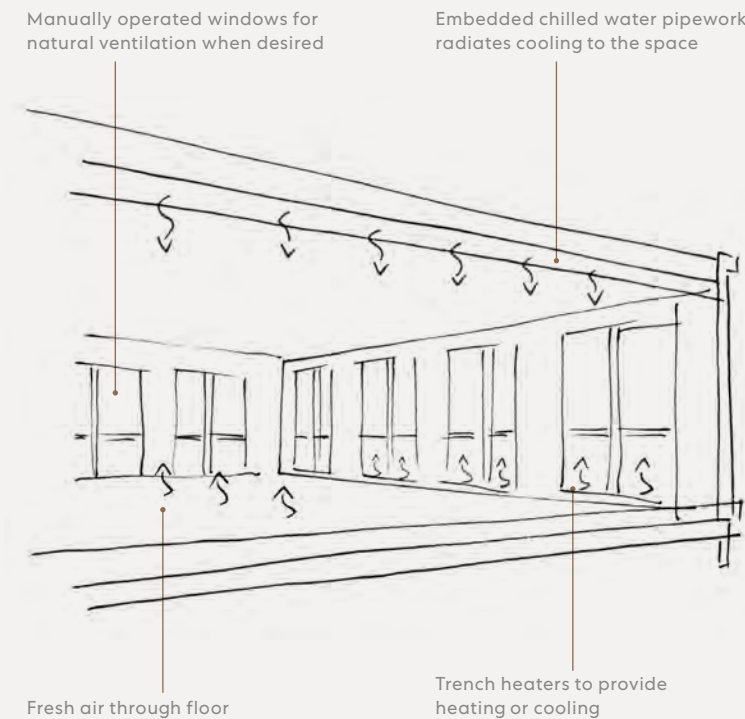 Manually operated windows for
natural ventilation when desired
Embedded chilled water pipework
radiates cooling to the space
Fresh air through floor
Trench heaters to provide
heating or cooling